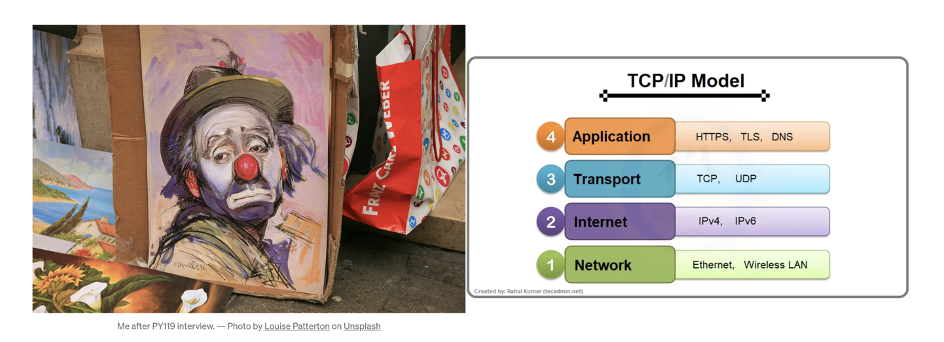 FRANZ CARL WEBER
Me after PY119 interview. — Photo by Louise Patterton on Unsplash
TCP/IP Model
4 Application HTTPS, TLS, DNS
3 Transport TCP, UDP
2 Internet IPv4, IPv6
1 Network Ethernet, Wireless LAN
Created by: Rahul Kumar (tecadmin.net)